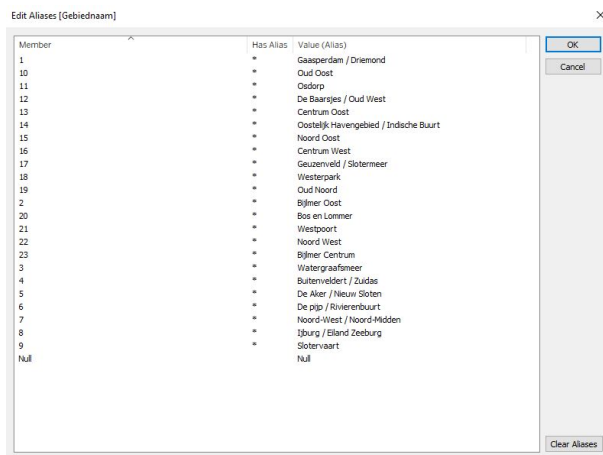 Edit Aliases [Gebiednaam]
Member Has Alias Value (Alias)
1 * Gaasperdam / Driemond
10 * Oud Oost
11 * Osdorp
12 * De Baarsjes / Oud West
13 * Centrum Oost
14 * Oostelijk Havengebied / Indische Buurt
15 * Noord Oost
16 * Centrum West
17 * Geuzenveld / Slotermeer
18 * Westerpark
19 * Oud Noord
2 * Bijlmer Oost
20 * Bos en Lommer
21 * Westpoort
22 * Noord West
23 * Bijlmer Centrum
3 * Watergraafsmeer
4 * Buitenveldert / Zuidas
5 * De Aker / Nieuw Sloten
6 * De pijp / Rivierenbuurt
7 * Noord-West / Noord-Midden
8 * Ijburg / Eiland Zeeburg
9 * Slotervaart
Null Null
OK
Cancel
Clear Aliases